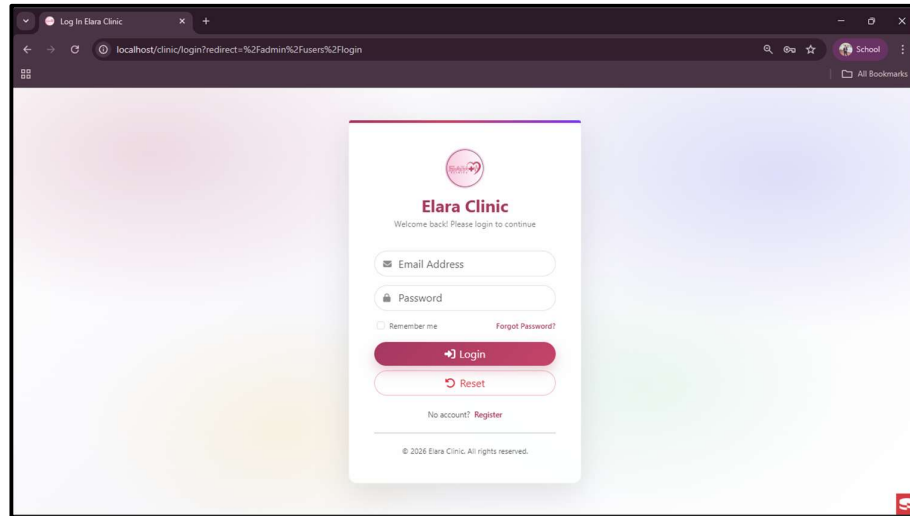 Log In Elara Clinic
localhost/clinic/login?redirect=%2Fadmin%2Fusers%2Flogin
School
All Bookmarks
Elara Clinic
Welcome back! Please login to continue
Email Address
Password
Remember me Forgot Password?
Login
Reset
No account? Register
© 2026 Elara Clinic. All rights reserved.